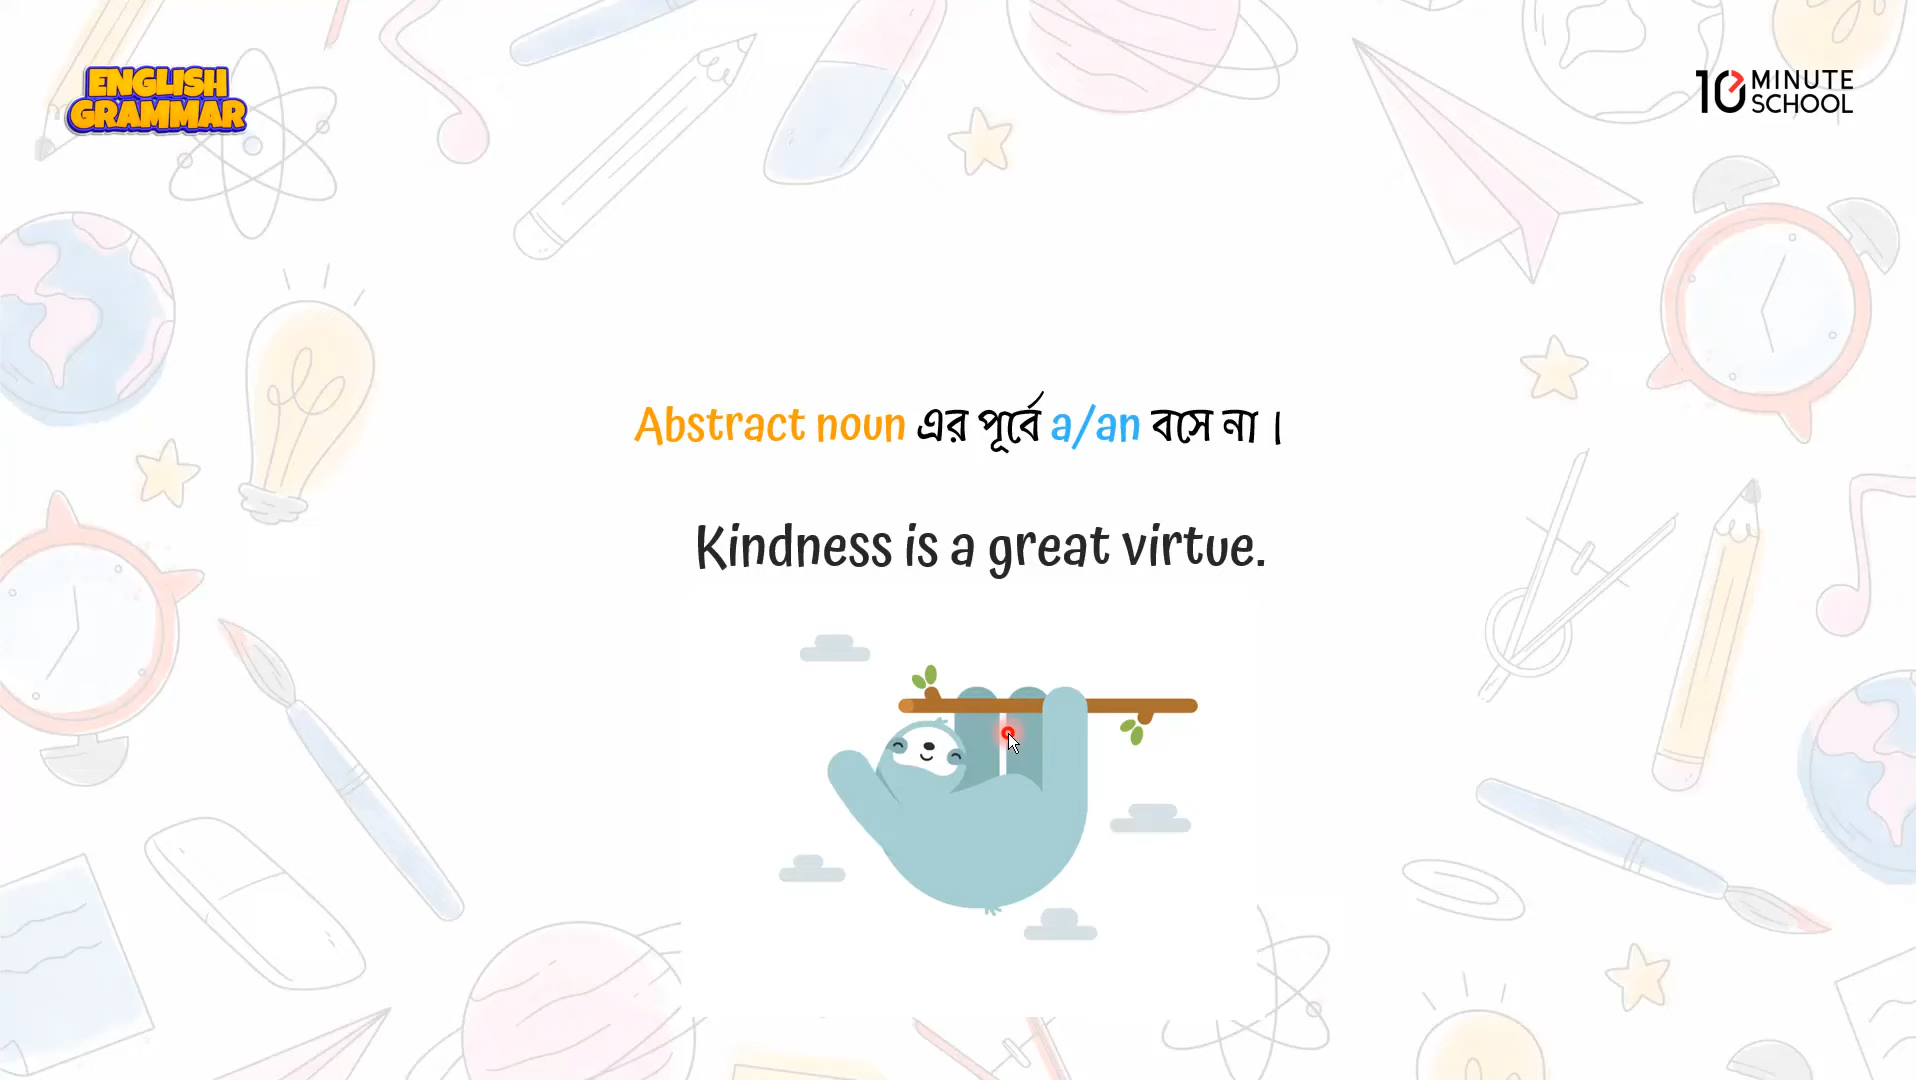 ENGLISH
GRAMMAR
10 MINUTE
SCHOOL
Abstract noun এর পূর্বে a/an বসে না ।
Kindness is a great virtue.